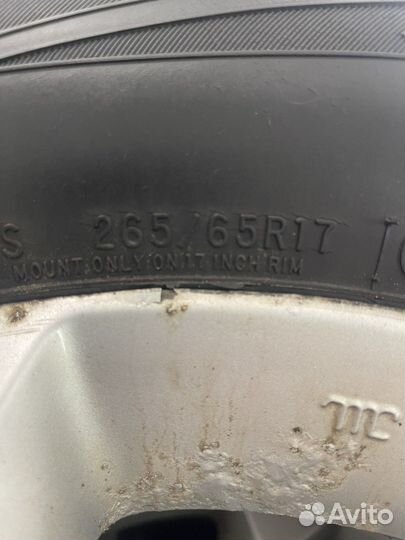 S 265/65R17
MOUNT ONLY ON 17 INCH RIM
Avito